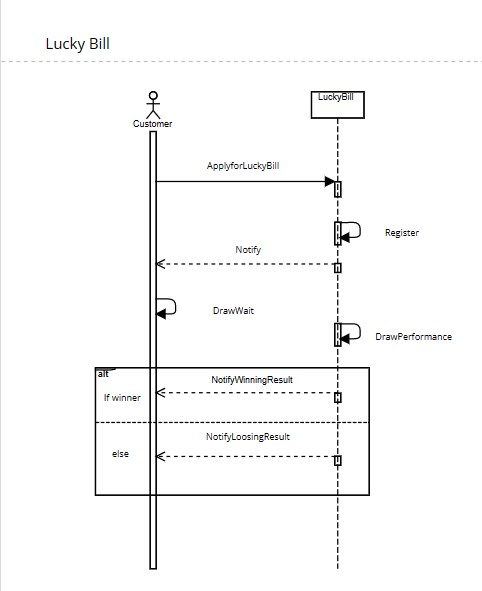 Lucky Bill
LuckyBill
Customer
ApplyforLuckyBill
Register
Notify
DrawWait
DrawPerformance
alt
NotifyWinningResult
If winner
NotifyLoosingResult
else